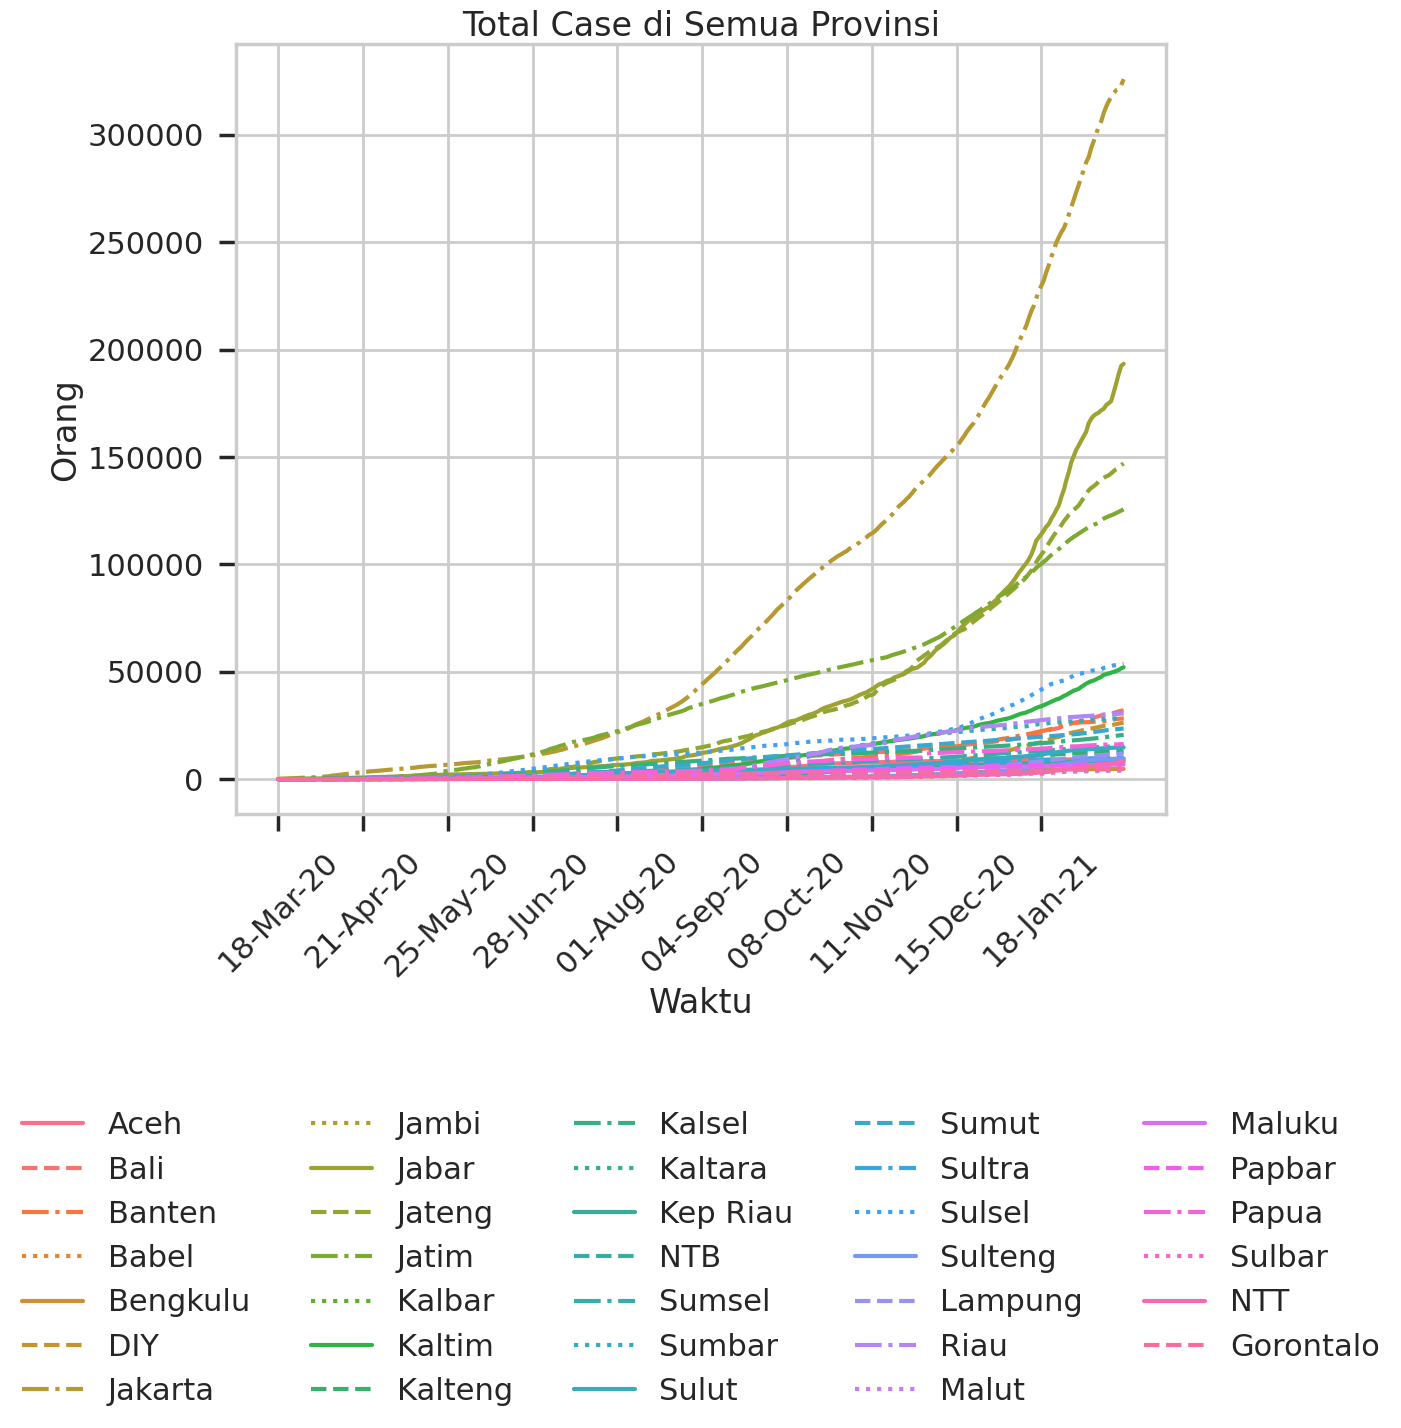 Total Case di Semua Provinsi
300000
250000
200000
150000
100000
50000
0
Orang
18-Mar-20
21-Apr-20
25-May-20
28-Jun-20
01-Aug-20
04-Sep-20
08-Oct-20
11-Nov-20
15-Dec-20
18-Jan-21
Waktu
Aceh
Bali
Banten
Babel
Bengkulu
DIY
Jakarta
Jambi
Jabar
Jateng
Jatim
Kalbar
Kaltim
Kalteng
Kalsel
Kaltara
Kep Riau
NTB
Sumsel
Sumbar
Sulut
Sumut
Sultra
Sulsel
Sulteng
Lampung
Riau
Malut
Maluku
Papbar
Papua
Sulbar
NTT
Gorontalo